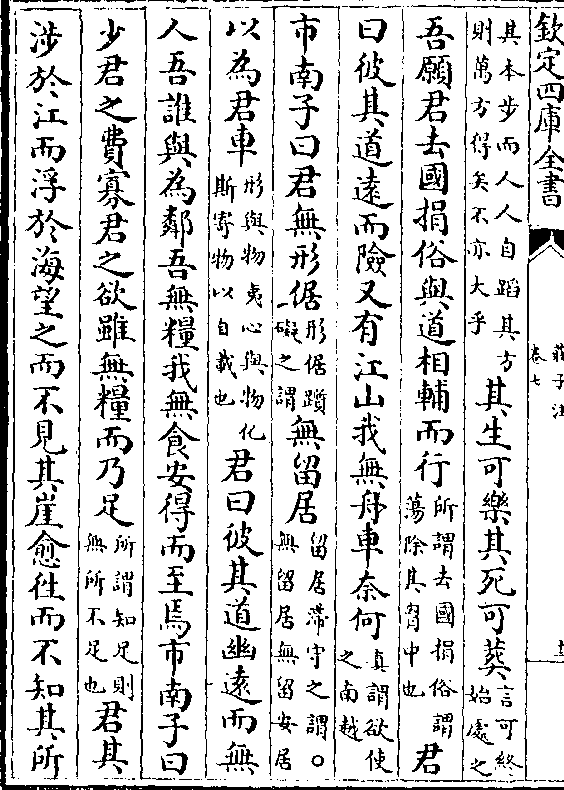 欽定四庫全書
莊子注
卷七
其本步而人人自蹈其方
則萬方得矣不亦大乎
其生可樂其死可葬
言可終
始處之
吾願君去國捐俗與道相輔而行
所謂去國捐俗謂
蕩除其胷中也
君
曰彼其道遠而險又有江山我無舟車奈何
真謂欲使
之南越
市南子曰君無形倨
形倨躓
礙之謂
無留居
留居滯守之謂○
無留居無留安居
以為君車
形與物夷心與物化
斯寄物以自載也
君曰彼其道幽遠而無
人吾誰與為鄰吾無糧我無食安得而至焉市南子曰
少君之費寡君之欲雖無糧而乃足
所謂知足則
無所不足也
君其
涉於江而浮於海望之而不見其崖愈徃而不知其所